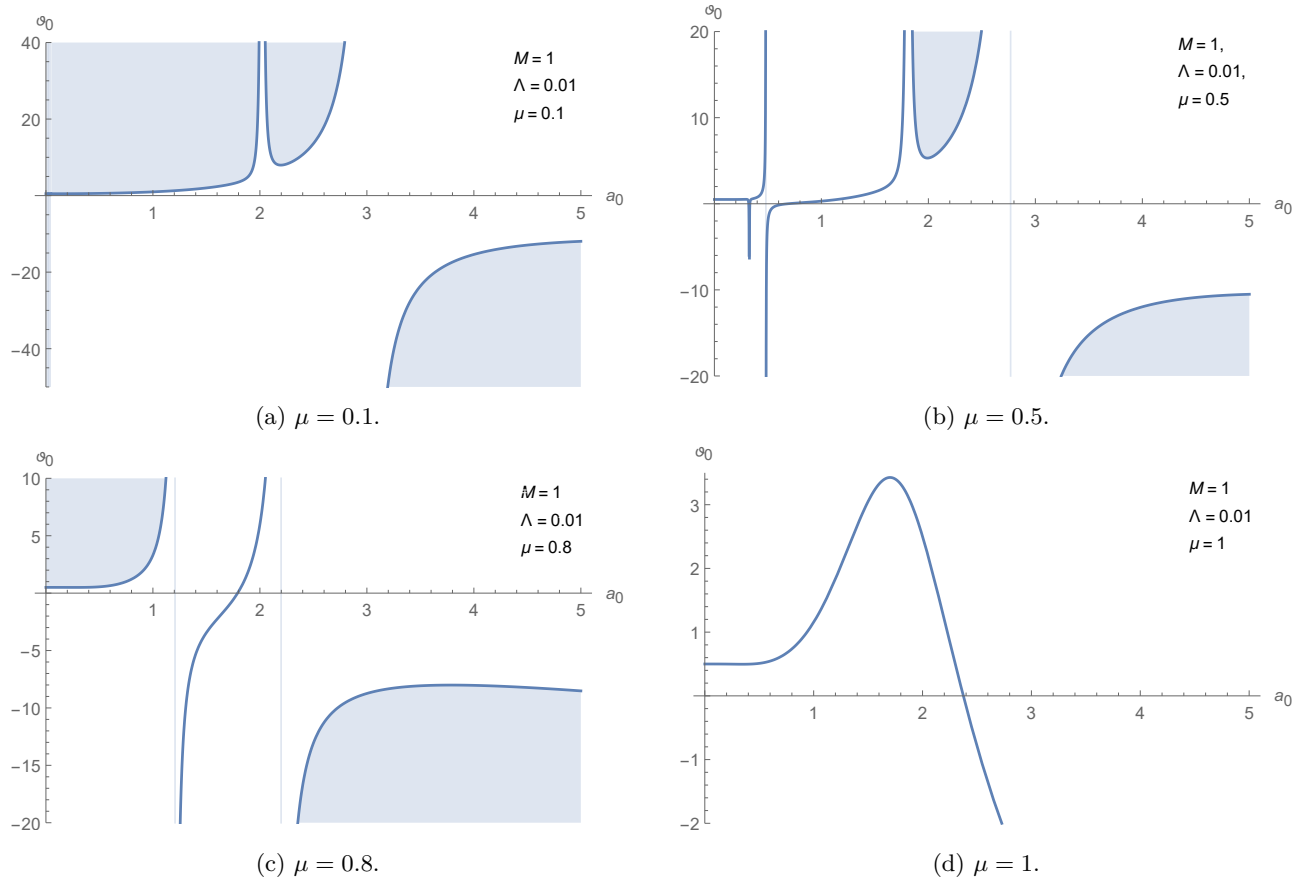 ϑ0
40
20
-20
-40
1 2 3 4 5
a0
M = 1
Λ = 0.01
μ = 0.1
(a) μ = 0.1.
ϑ0
20
10
-10
-20
1 2 3 4 5
a0
M = 1,
Λ = 0.01,
μ = 0.5
(b) μ = 0.5.
ϑ0
10
5
-5
-10
-15
-20
1 2 3 4 5
a0
M = 1
Λ = 0.01
μ = 0.8
(c) μ = 0.8.
ϑ0
3
2
1
-1
-2
1 2 3 4 5
a0
M = 1
Λ = 0.01
μ = 1
(d) μ = 1.